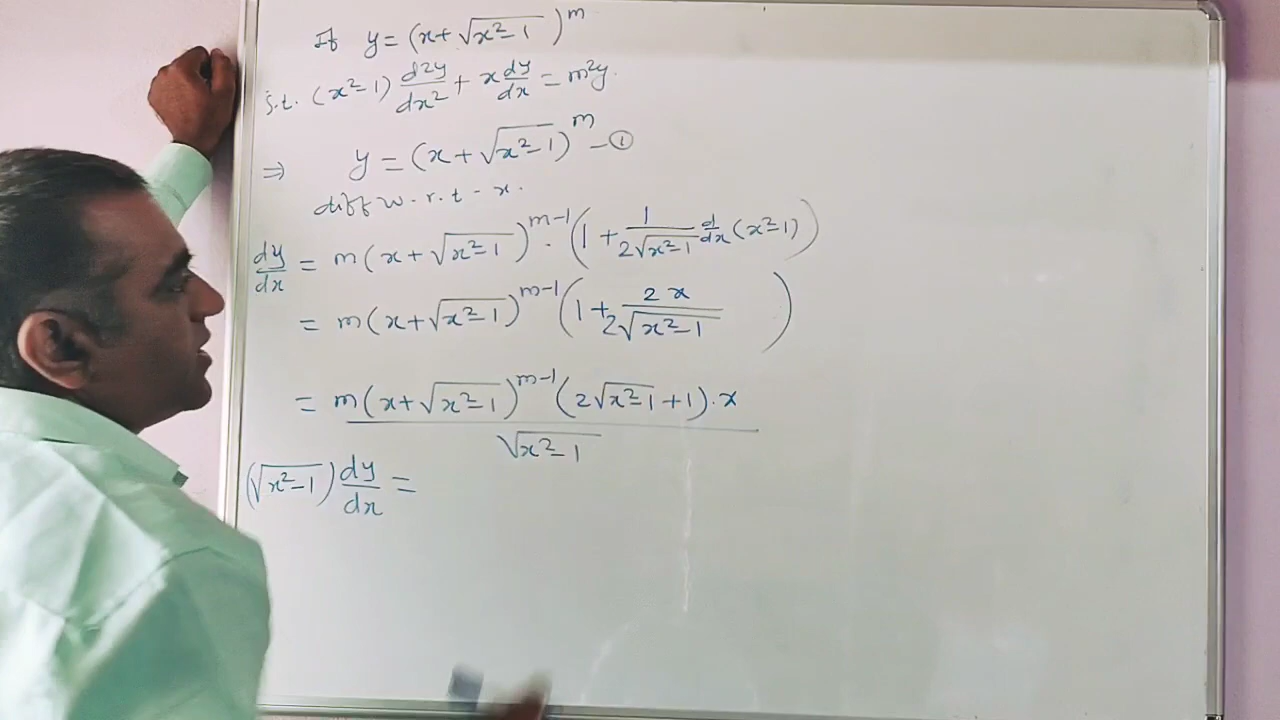 If y = (x+√(x²-1))^m
S.t. (x²-1) d²y/dx² + x dy/dx = m²y.
⇒ y = (x+√(x²-1))^m - ①
diff w.r.t - x.
dy/dx = m(x+√(x²-1))^(m-1) · (1 + 1/(2√(x²-1)) d/dx (x²-1))
= m(x+√(x²-1))^(m-1) (1 + 2x/(2√(x²-1)))
= m(x+√(x²-1))^(m-1) (2√(x²-1) + 1)·x / √(x²-1)
(√(x²-1)) dy/dx =